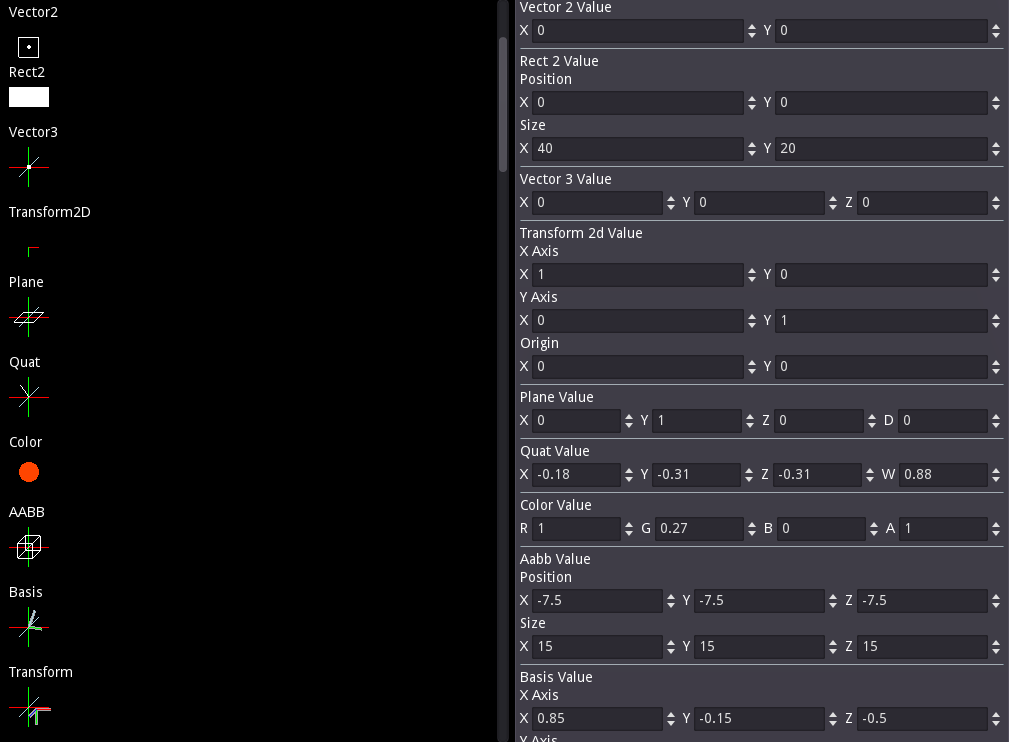 Vector2
Rect2
Vector3
Transform2D
Plane
Quat
Color
AABB
Basis
Transform
Vector 2 Value
X 0 Y 0
Rect 2 Value
Position
X 0 Y 0
Size
X 40 Y 20
Vector 3 Value
X 0 Y 0 Z 0
Transform 2d Value
X Axis
X 1 Y 0
Y Axis
X 0 Y 1
Origin
X 0 Y 0
Plane Value
X 0 Y 1 Z 0 D 0
Quat Value
X -0.18 Y -0.31 Z -0.31 W 0.88
Color Value
R 1 G 0.27 B 0 A 1
Aabb Value
Position
X -7.5 Y -7.5 Z -7.5
Size
X 15 Y 15 Z 15
Basis Value
X Axis
X 0.85 Y -0.15 Z -0.5
Y Axis